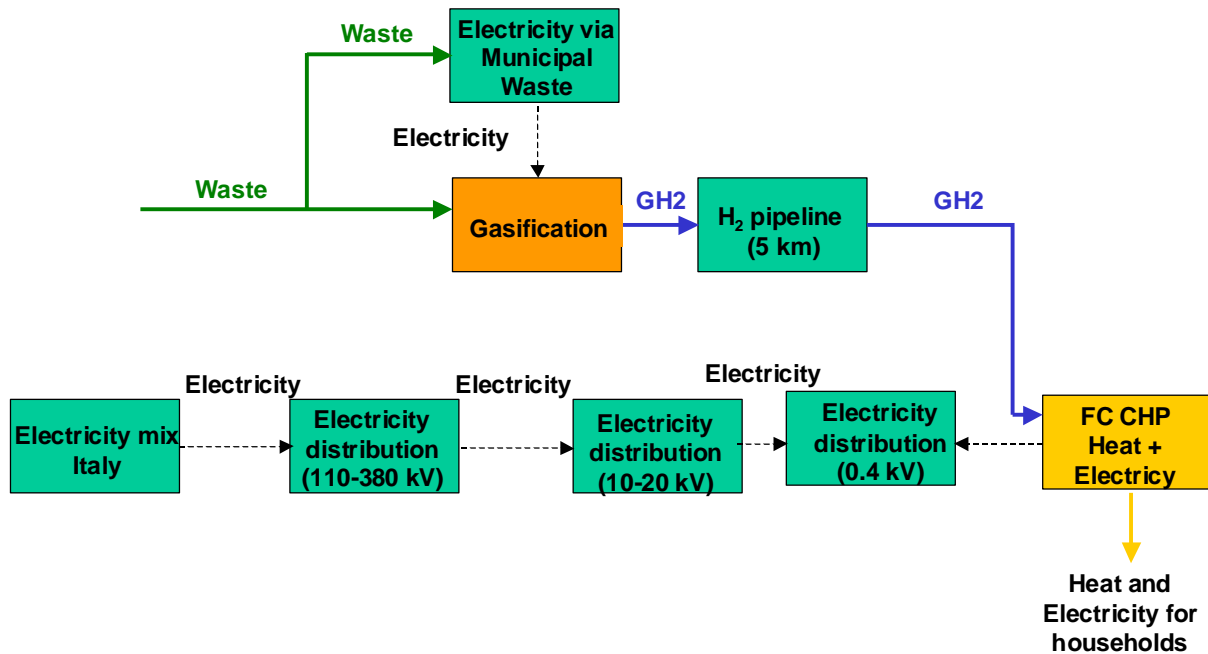 Waste
Electricity via
Municipal
Waste
Electricity
Waste
Gasification
GH2
H₂ pipeline
(5 km)
GH2
Electricity
Electricity
Electricity
Electricity mix
Italy
Electricity
distribution
(110-380 kV)
Electricity
distribution
(10-20 kV)
Electricity
distribution
(0.4 kV)
FC CHP
Heat +
Electricy
Heat and
Electricity for
households